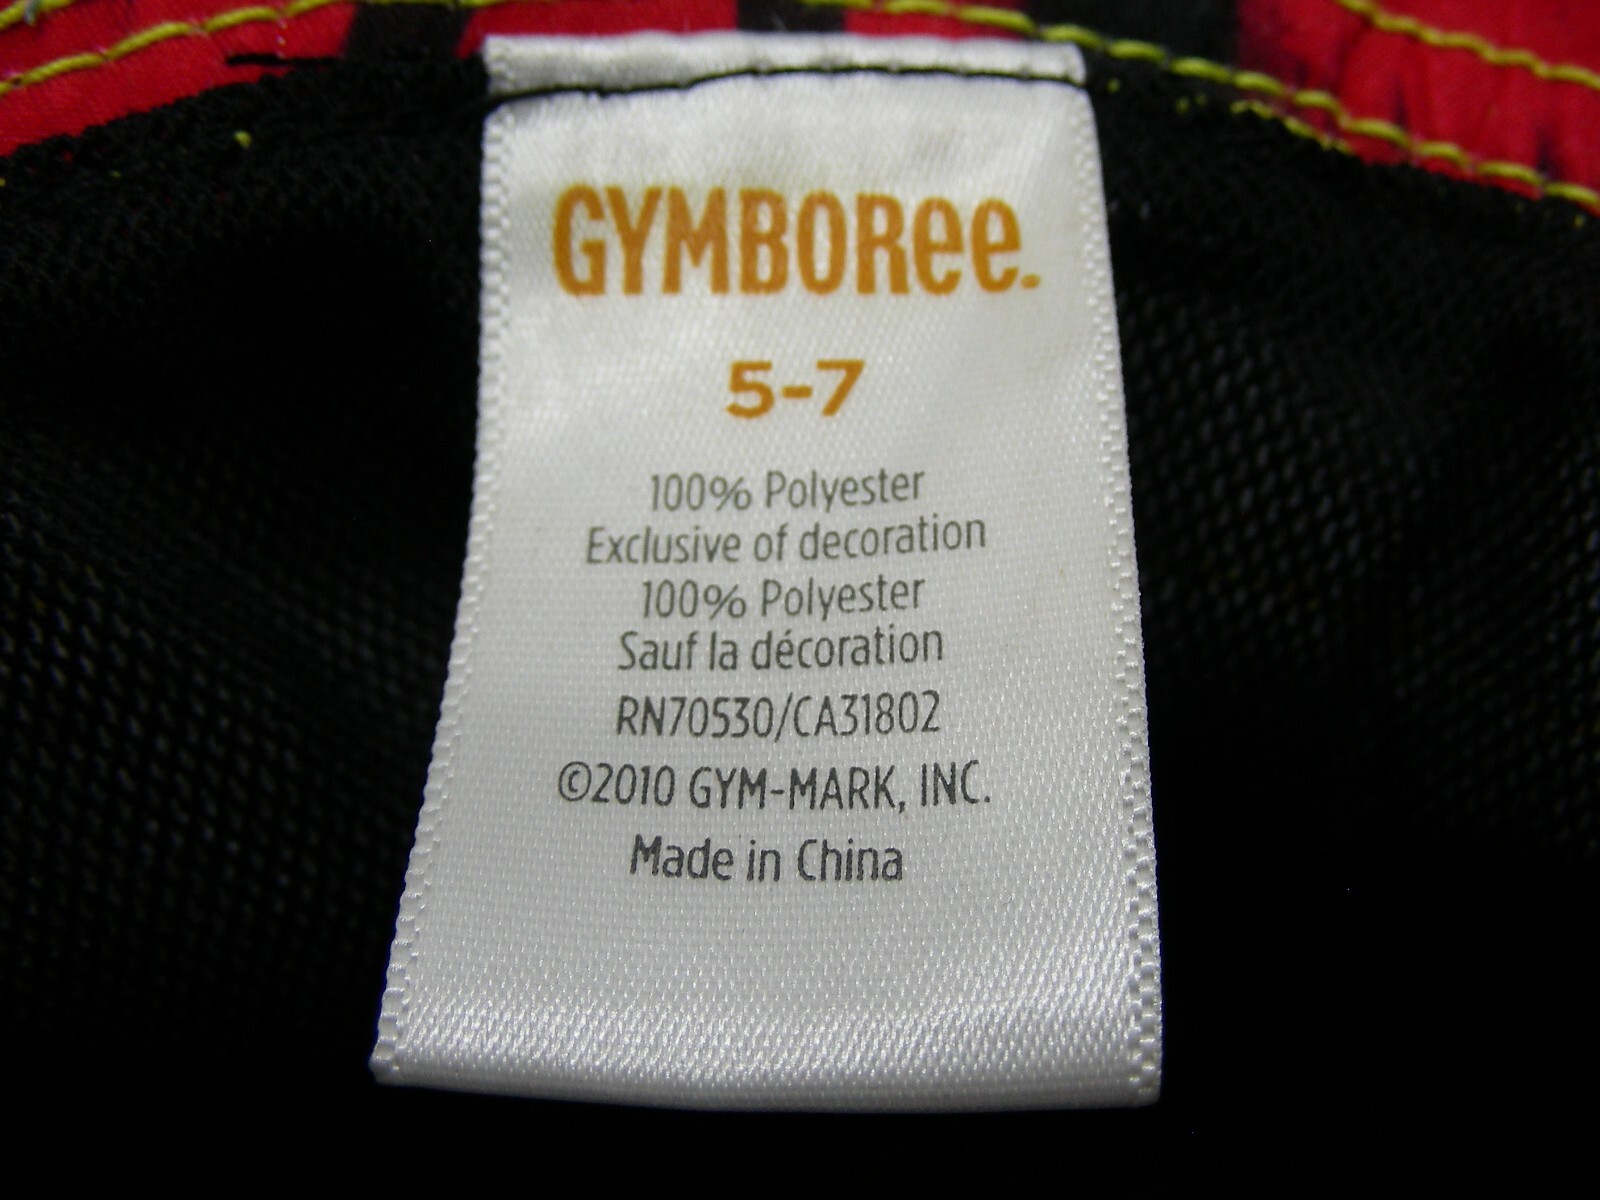 GYMBORee.
5-7
100% Polyester
Exclusive of decoration
100% Polyester
Sauf la décoration
RN70530/CA31802
©2010 GYM-MARK, INC.
Made in China